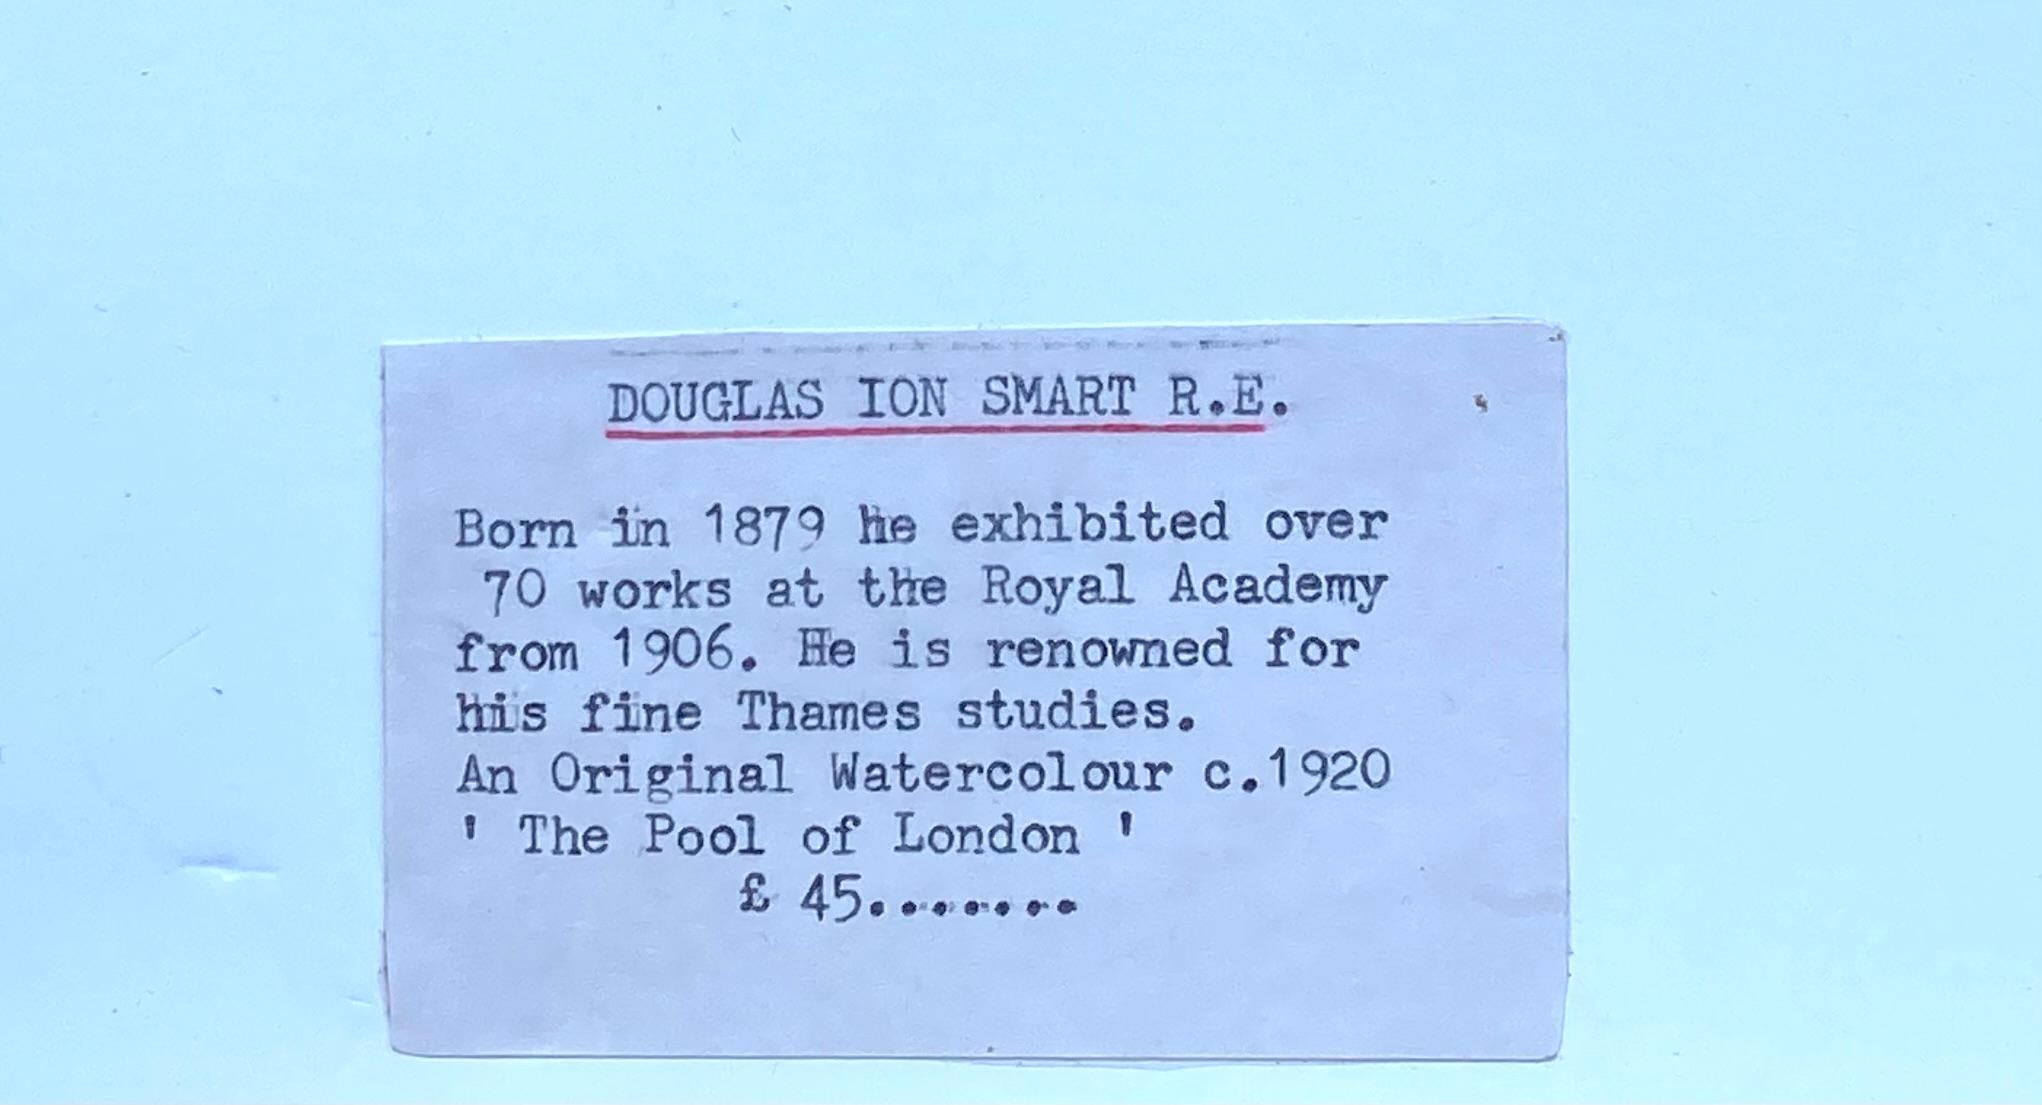 DOUGLAS ION SMART R.E.
Born in 1879 he exhibited over
70 works at the Royal Academy
from 1906. He is renowned for
his fine Thames studies.
An Original Watercolour c.1920
' The Pool of London '
£ 45.......